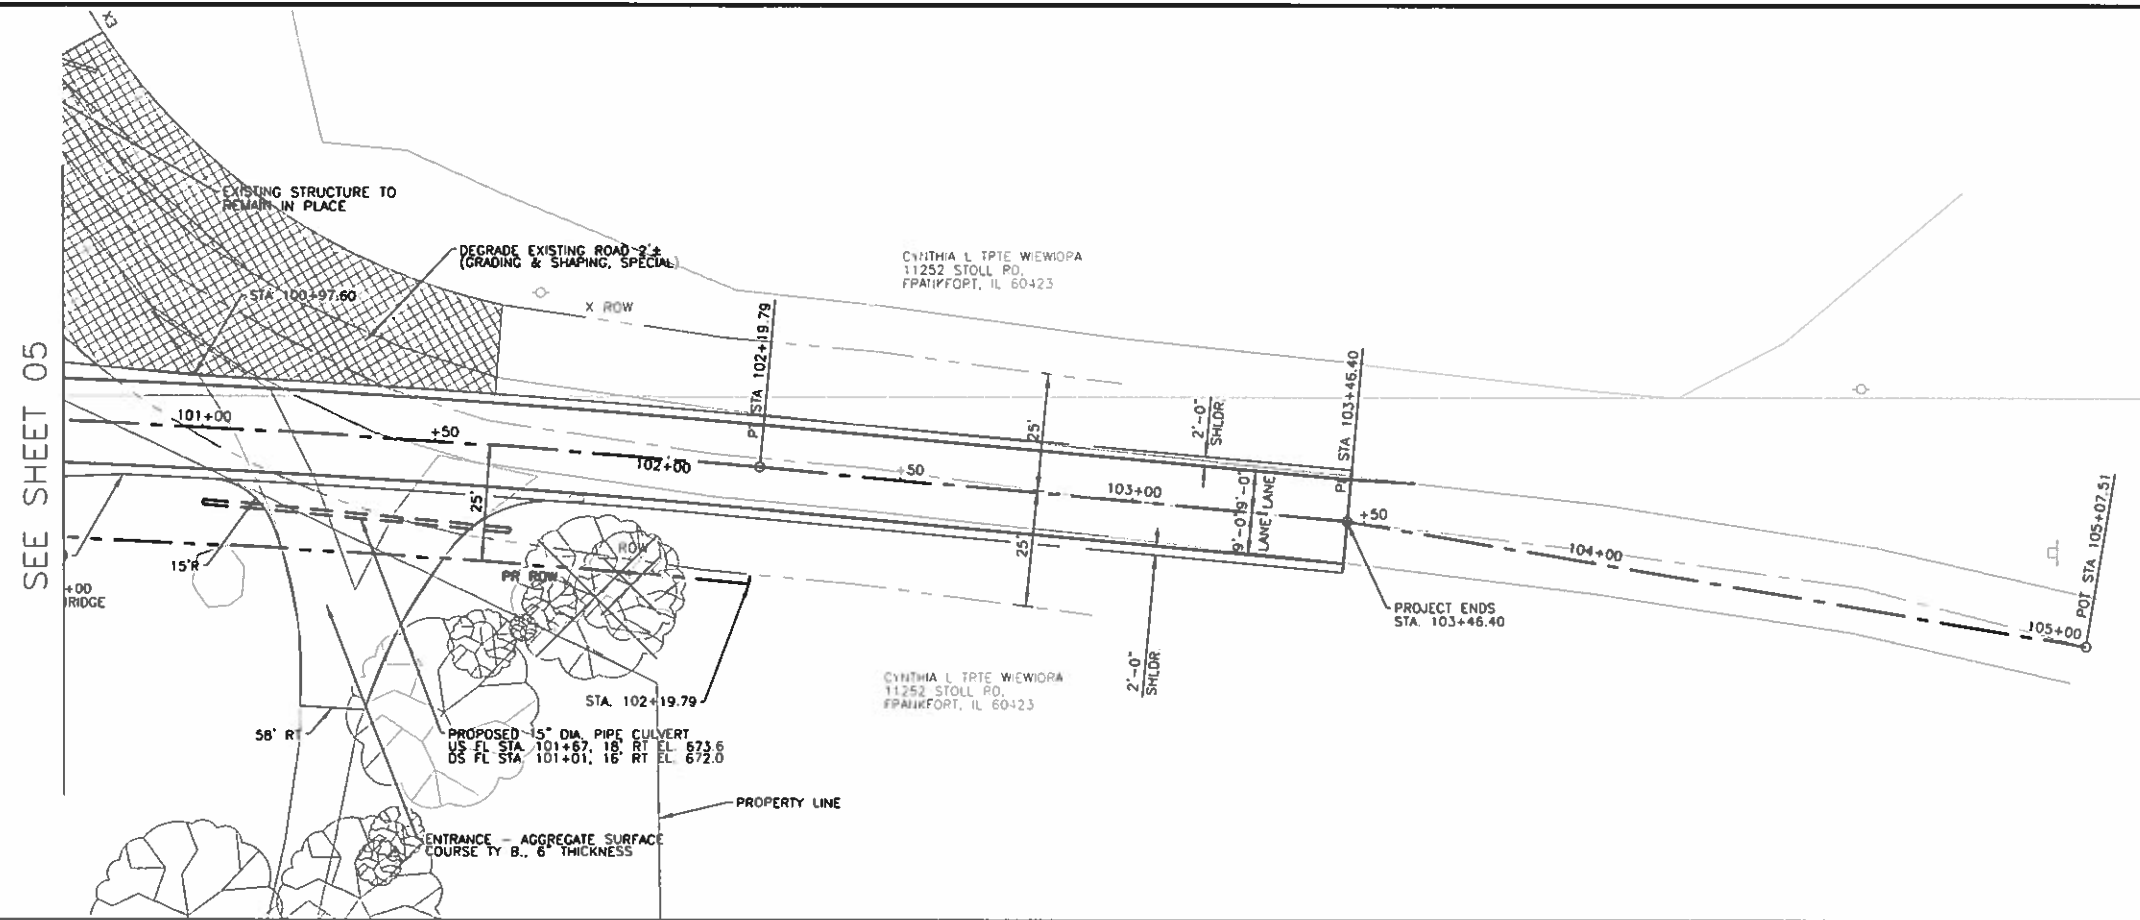 X3
EXISTING STRUCTURE TO
REMAIN IN PLACE
DEGRADE EXISTING ROAD 2'±
(GRADING & SHAPING, SPECIAL)
STA 100+97.60
X ROW
CYNTHIA L TPTE WIEWIOPA
11252 STOLL RD,
FPANKFOPT, IL 60423
SEE SHEET 05
STA 102+19.79
STA 103+46.40
101+00
+50
102+00
+50
103+00
+50
104+00
105+00
POT STA 105+07.51
25'
25'
25'
2'-0"
SHLDR.
9'-0"
9'-0"
LANE
LANE
2'-0"
SHLDR.
15'R
+00
RIDGE
ROW
PR ROW
PROJECT ENDS
STA. 103+46.40
CYNTHIA L TRTE WIEWIORA
11252 STOLL RD,
FPANKFORT, IL 60423
STA. 102+19.79
58' RT
PROPOSED 15" DIA. PIPE CULVERT
US FL STA 101+67, 18' RT EL. 673.6
DS FL STA 101+01, 16' RT EL. 672.0
PROPERTY LINE
ENTRANCE - AGGREGATE SURFACE
COURSE TY B., 6" THICKNESS